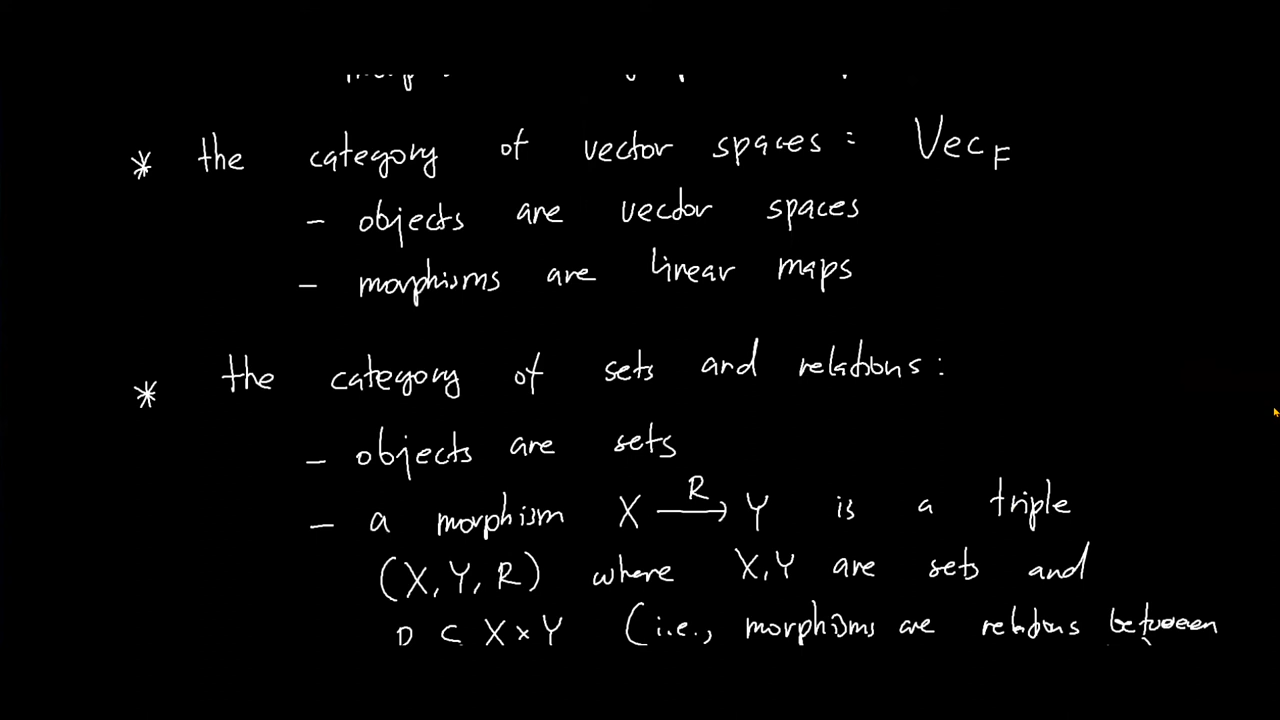 * the category of vector spaces: Vec_F
- objects are vector spaces
- morphisms are linear maps
* the category of sets and relations:
- objects are sets
- a morphism X —R→ Y is a triple
(X, Y, R) where X, Y are sets and
⊂ X × Y (i.e., morphisms are relations between